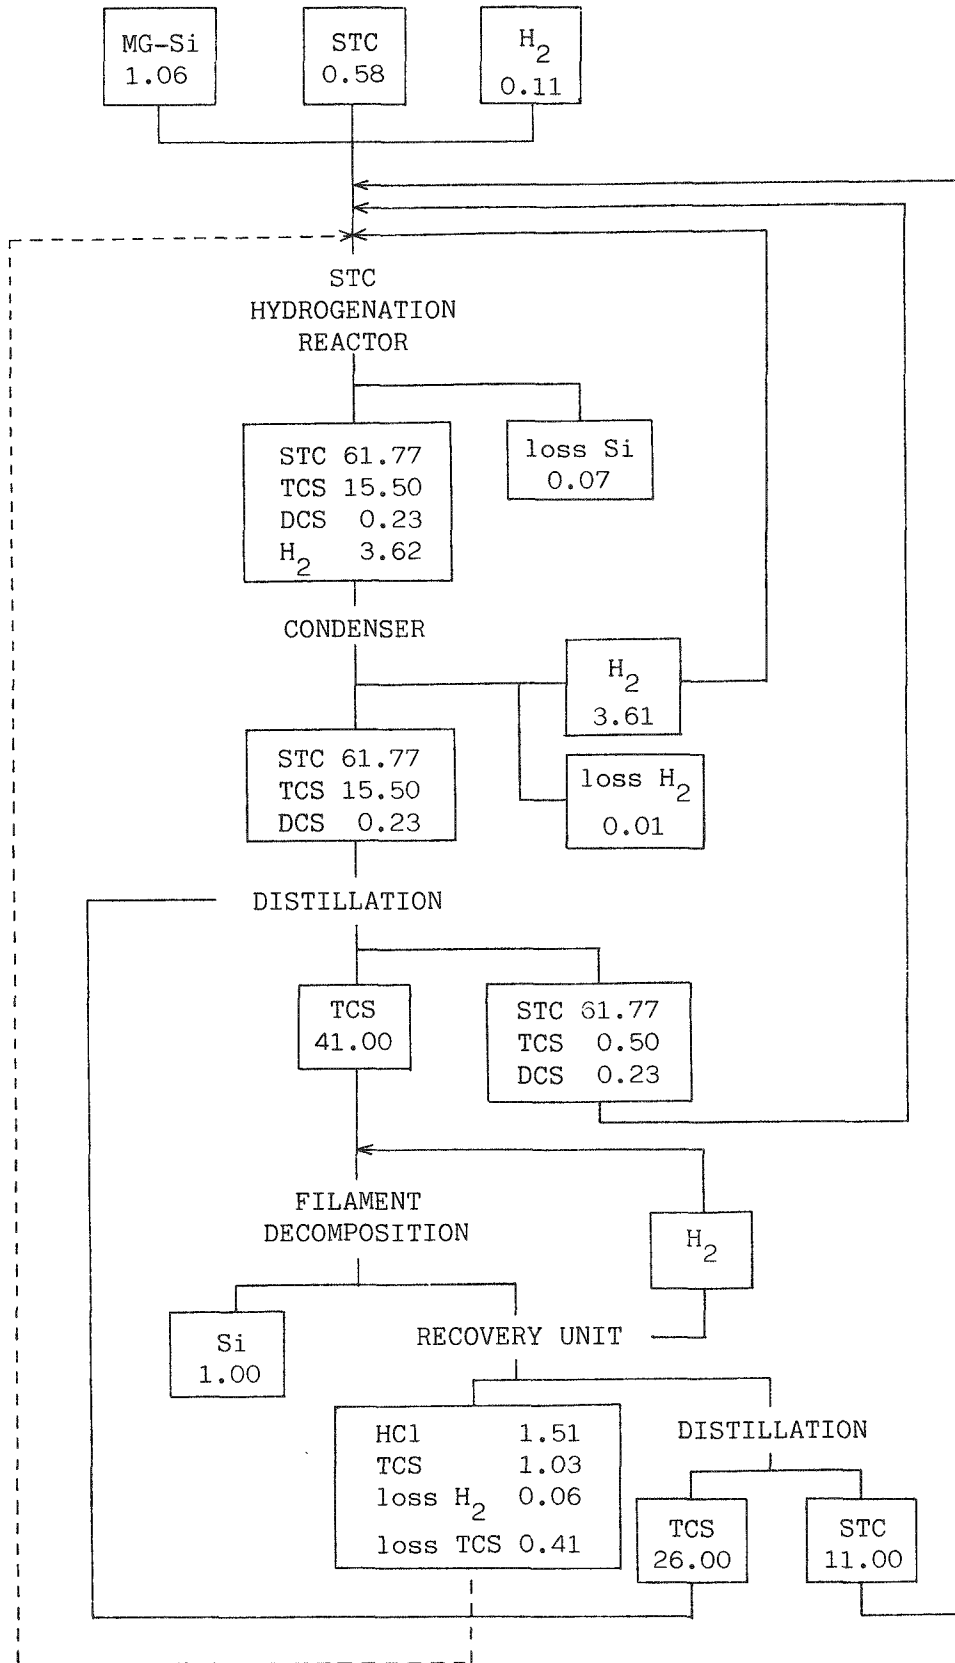 MG-Si
1.06
STC
0.58
H2
0.11
STC
HYDROGENATION
REACTOR
STC 61.77
TCS 15.50
DCS 0.23
H2 3.62
loss Si
0.07
CONDENSER
H2
3.61
STC 61.77
TCS 15.50
DCS 0.23
loss H2
0.01
DISTILLATION
TCS
41.00
STC 61.77
TCS 0.50
DCS 0.23
FILAMENT
DECOMPOSITION
H2
Si
1.00
RECOVERY UNIT
HCl 1.51
TCS 1.03
loss H2 0.06
loss TCS 0.41
DISTILLATION
TCS
26.00
STC
11.00